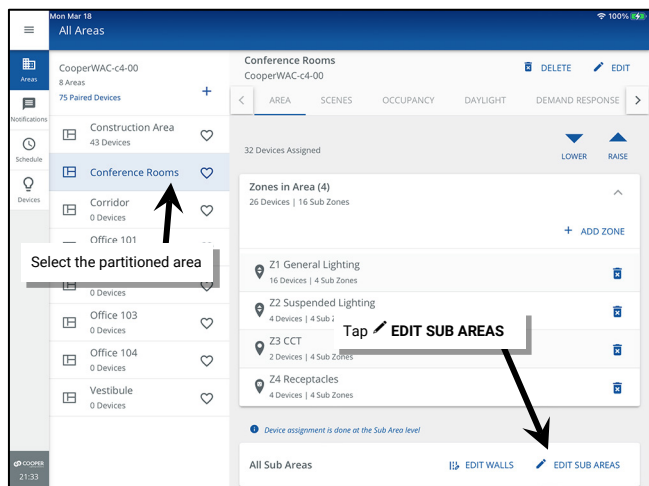 Mon Mar 18
100%
All Areas
Areas
Notifications
Schedule
Devices
COOPER
21:33
CooperWAC-c4-00
8 Areas
75 Paired Devices
+
Construction Area
43 Devices
Conference Rooms
Corridor
0 Devices
Office 101
Select the partitioned area
0 Devices
Office 103
0 Devices
Office 104
0 Devices
Vestibule
0 Devices
Conference Rooms
CooperWAC-c4-00
DELETE
EDIT
AREA SCENES OCCUPANCY DAYLIGHT DEMAND RESPONSE
32 Devices Assigned
LOWER RAISE
Zones in Area (4)
26 Devices | 16 Sub Zones
+ ADD ZONE
Z1 General Lighting
16 Devices | 4 Sub Zones
Z2 Suspended Lighting
4 Devices | 4 Sub Z
Tap EDIT SUB AREAS
Z3 CCT
2 Devices | 4 Sub Zones
Z4 Receptacles
4 Devices | 4 Sub Zones
Device assignment is done at the Sub Area level
All Sub Areas
EDIT WALLS
EDIT SUB AREAS